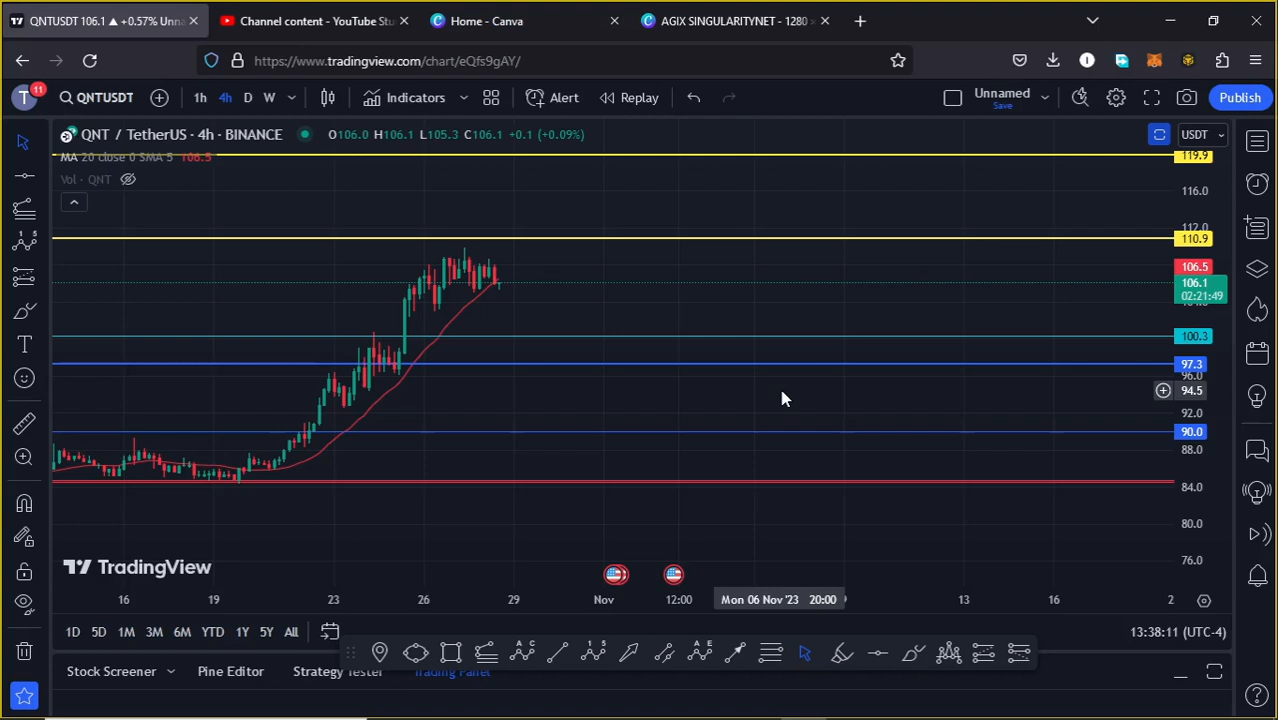 QNTUSDT 106.1 ▲ +0.57% Unna
Channel content - YouTube Stu
Home - Canva
AGIX SINGULARITYNET - 1280 ×
https://www.tradingview.com/chart/eQfs9gAY/
T
11
QNTUSDT
1h
4h
D
W
Indicators
Alert
Replay
Unnamed
Save
Publish
QNT / TetherUS · 4h · BINANCE
O106.0 H106.1 L105.3 C106.1 +0.1 (+0.09%)
USDT
MA 20 close 0 SMA 5 106.5
Vol · QNT
119.9
116.0
112.0
110.9
106.5
106.1
02:21:49
100.3
97.3
96.0
94.5
92.0
90.0
88.0
84.0
80.0
76.0
TradingView
16
19
23
26
29
Nov
12:00
Mon 06 Nov '23 20:00
13
16
2
1D
5D
1M
3M
6M
YTD
1Y
5Y
All
13:38:11 (UTC-4)
Stock Screener
Pine Editor
Strategy Tester
Trading Panel